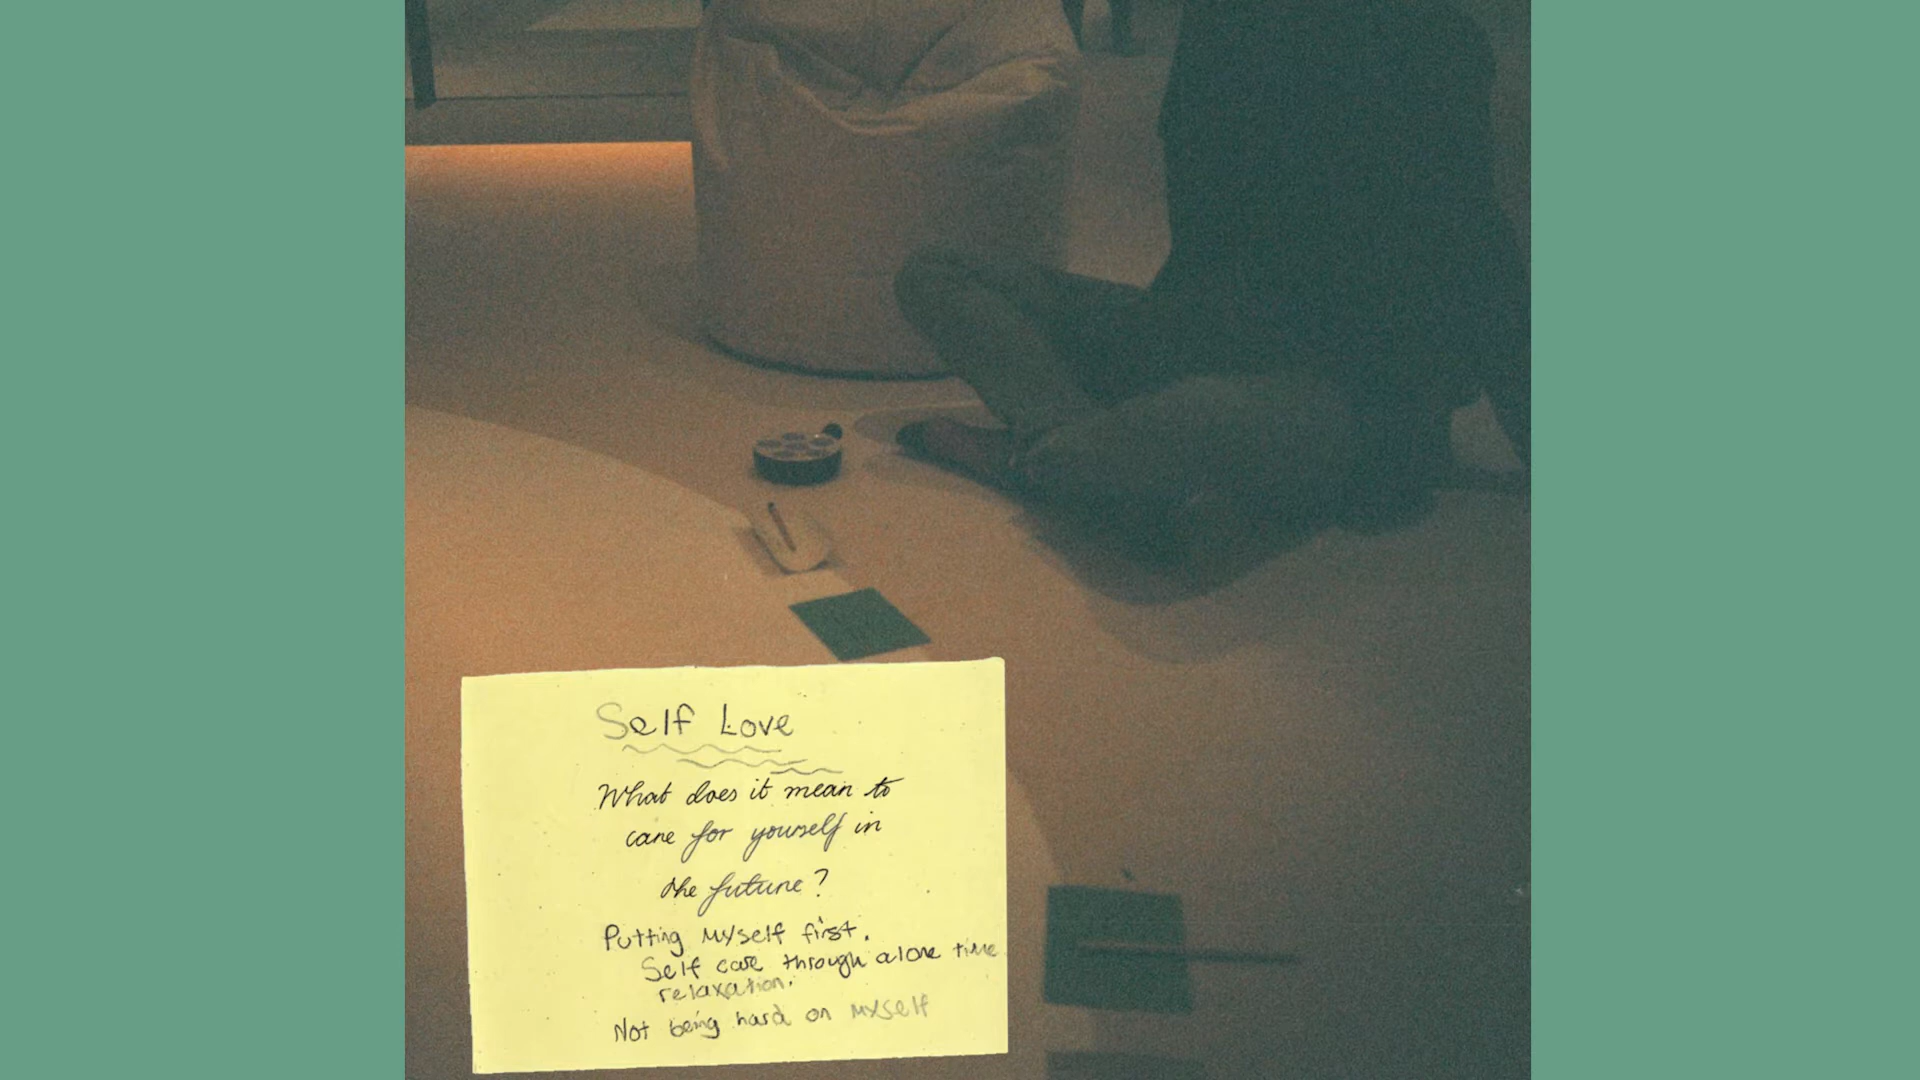 Self Love
What does it mean to
care for yourself in
the future?
Putting myself first.
Self care through alone time
relaxation.
Not being hard on myself